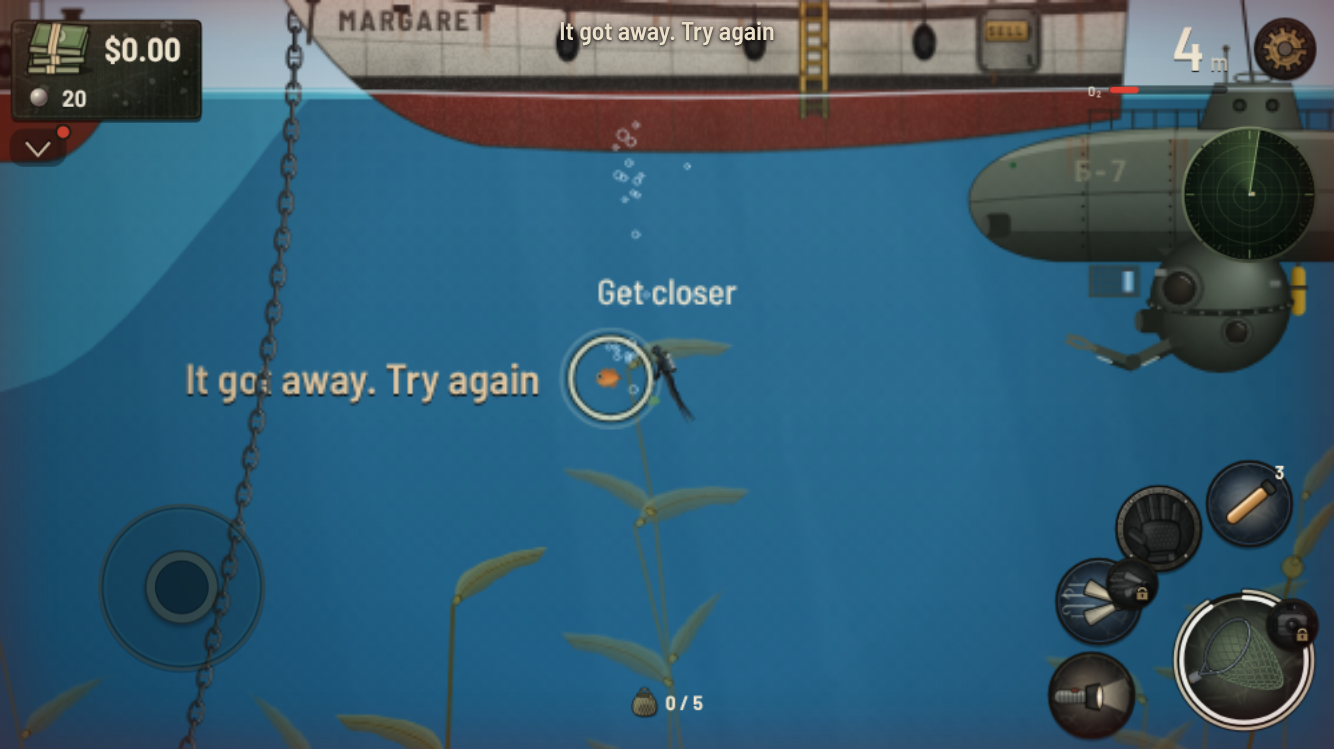 MARGARET
It got away. Try again
$0.00
SELL
4 m
20
O₂
Б-7
Get closer
It got away. Try again
3
0 / 5